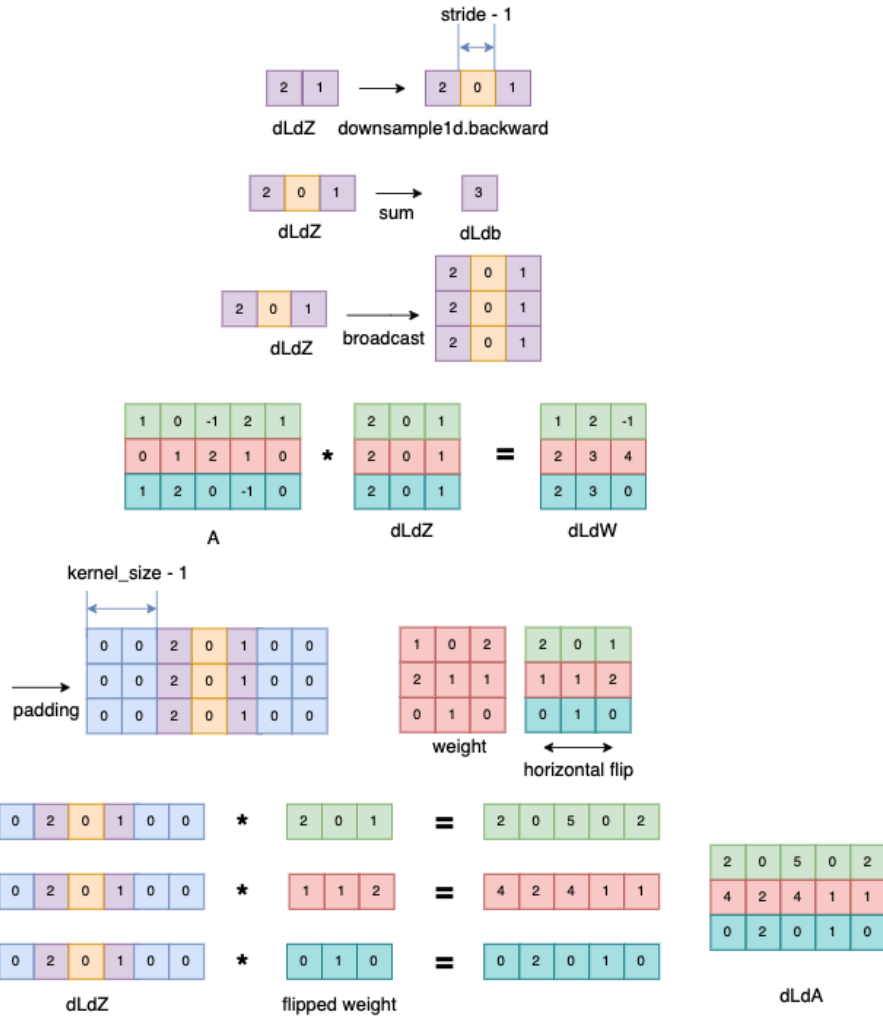 stride - 1
2 1
2 0 1
dLdZ
downsample1d.backward
2 0 1
sum
3
dLdZ
dLdb
2 0 1
dLdZ
broadcast
2 0 1
2 0 1
2 0 1
1 0 -1 2 1
0 1 2 1 0
1 2 0 -1 0
A
*
2 0 1
2 0 1
2 0 1
dLdZ
=
1 2 -1
2 3 4
2 3 0
dLdW
kernel_size - 1
padding
0 0 2 0 1 0 0
0 0 2 0 1 0 0
0 0 2 0 1 0 0
1 0 2
2 1 1
0 1 0
weight
2 0 1
1 1 2
0 1 0
horizontal flip
0 2 0 1 0 0 * 2 0 1 = 2 0 5 0 2
0 2 0 1 0 0 * 1 1 2 = 4 2 4 1 1
0 2 0 1 0 0 * 0 1 0 = 0 2 0 1 0
dLdZ
flipped weight
2 0 5 0 2
4 2 4 1 1
0 2 0 1 0
dLdA